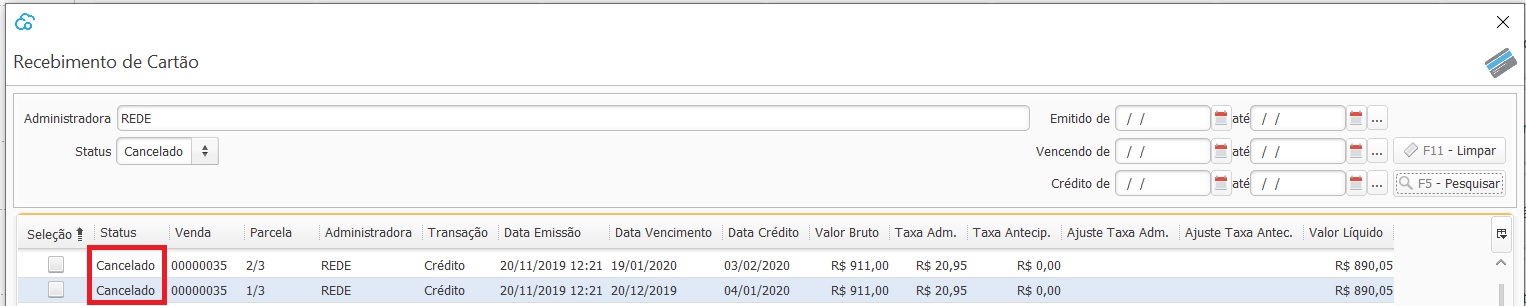 Recebimento de Cartão
Administradora REDE Emitido de / / até / / ...
Status Cancelado Vencendo de / / até / / ... F11 - Limpar
Crédito de / / até / / ... F5 - Pesquisar
Seleção Status Venda Parcela Administradora Transação Data Emissão Data Vencimento Data Crédito Valor Bruto Taxa Adm. Taxa Antecip. Ajuste Taxa Adm. Ajuste Taxa Antec. Valor Líquido
Cancelado 00000035 2/3 REDE Crédito 20/11/2019 12:21 19/01/2020 03/02/2020 R$ 911,00 R$ 20,95 R$ 0,00 R$ 890,05
Cancelado 00000035 1/3 REDE Crédito 20/11/2019 12:21 20/12/2019 04/01/2020 R$ 911,00 R$ 20,95 R$ 0,00 R$ 890,05